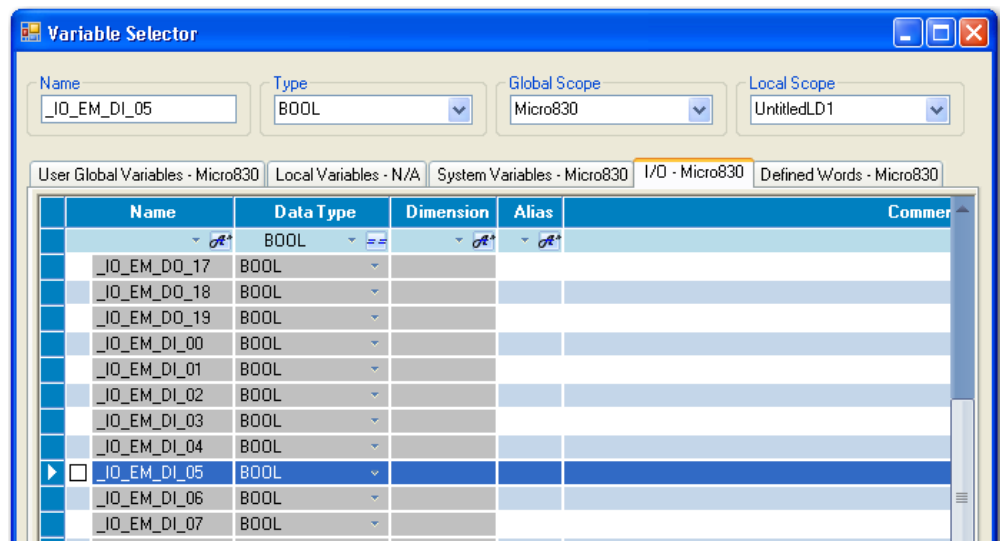 Variable Selector
Name Type Global Scope Local Scope
_IO_EM_DI_05 BOOL Micro830 UntitledLD1
User Global Variables - Micro830 Local Variables - N/A System Variables - Micro830 I/O - Micro830 Defined Words - Micro830
Name Data Type Dimension Alias Commer
BOOL ==
_IO_EM_DO_17 BOOL
_IO_EM_DO_18 BOOL
_IO_EM_DO_19 BOOL
_IO_EM_DI_00 BOOL
_IO_EM_DI_01 BOOL
_IO_EM_DI_02 BOOL
_IO_EM_DI_03 BOOL
_IO_EM_DI_04 BOOL
_IO_EM_DI_05 BOOL
_IO_EM_DI_06 BOOL
_IO_EM_DI_07 BOOL